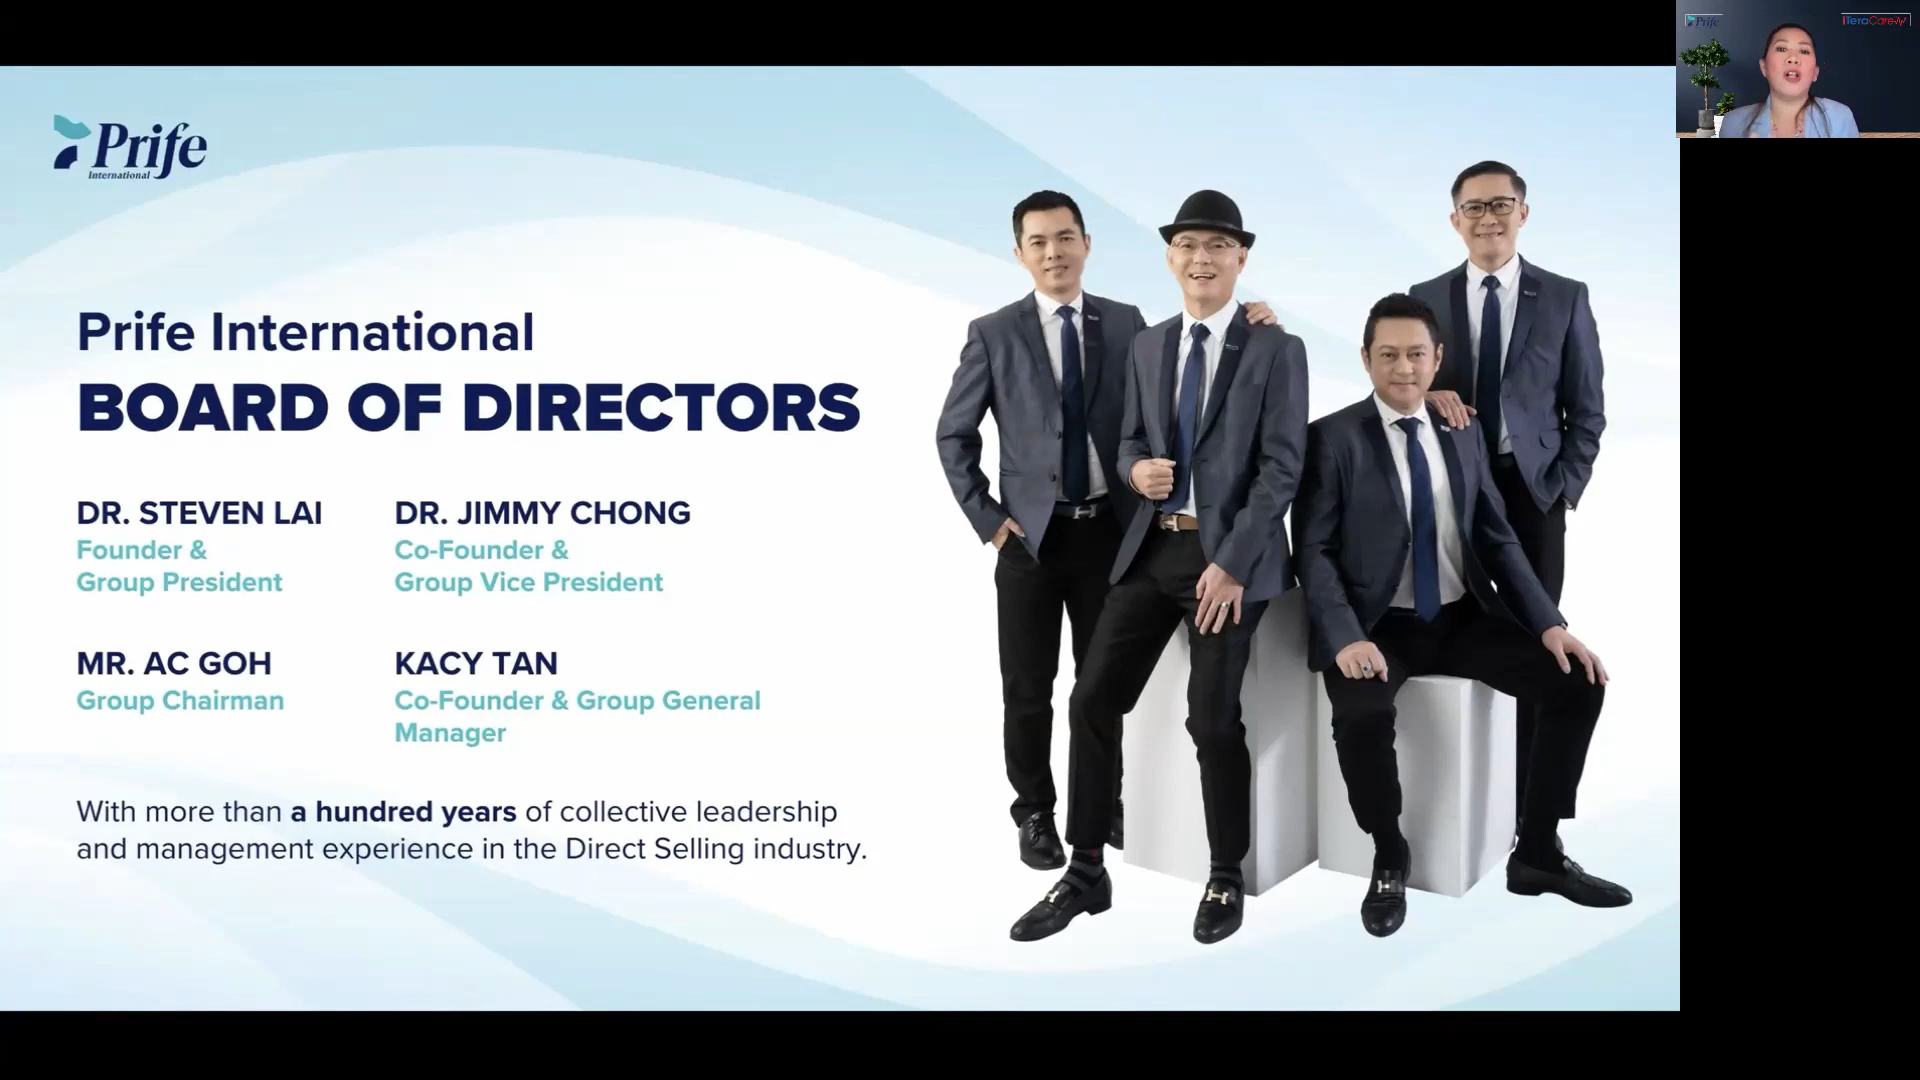 Prife
International
Prife International
BOARD OF DIRECTORS
DR. STEVEN LAI
Founder &
Group President
DR. JIMMY CHONG
Co-Founder &
Group Vice President
MR. AC GOH
Group Chairman
KACY TAN
Co-Founder & Group General
Manager
With more than a hundred years of collective leadership
and management experience in the Direct Selling industry.
Prife
iTeraCare